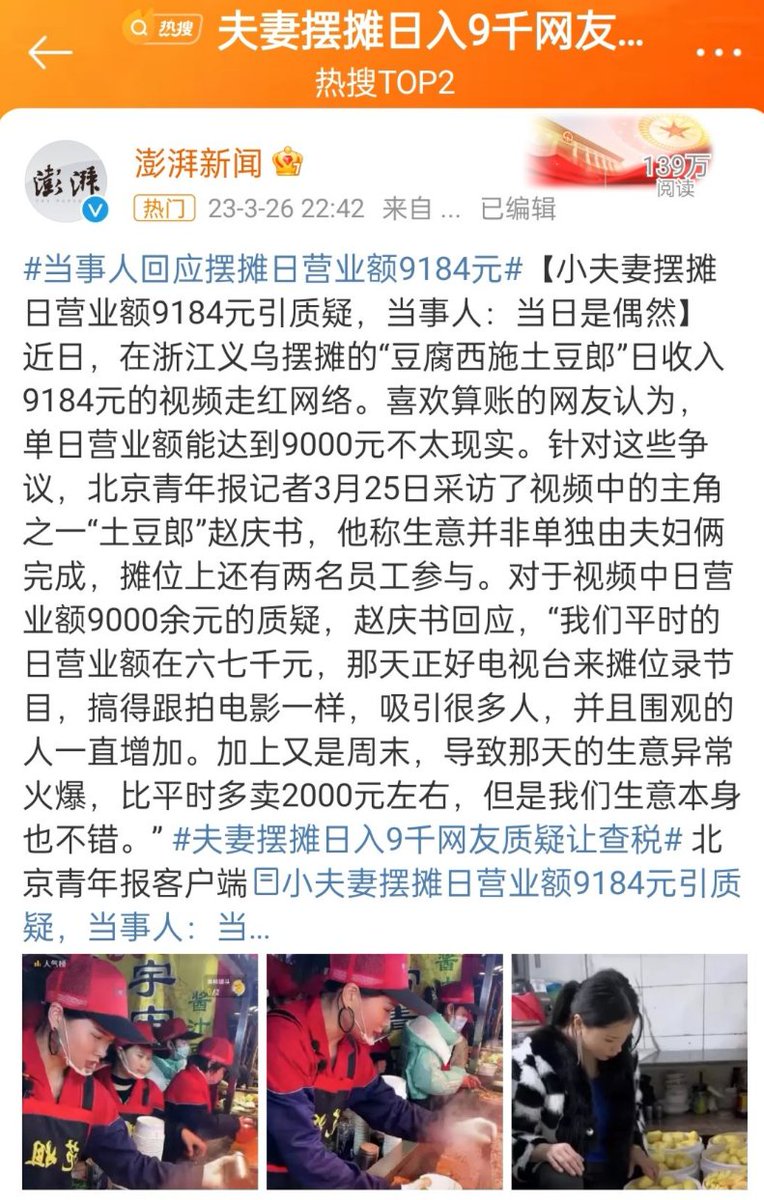 热搜 夫妻摆摊日入9千网友...
热搜TOP2
澎湃
澎湃新闻
139万
阅读
热门 23-3-26 22:42 来自 ... 已编辑
#当事人回应摆摊日营业额9184元#【小夫妻摆摊
日营业额9184元引质疑，当事人：当日是偶然】
近日，在浙江义乌摆摊的“豆腐西施土豆郎”日收入
9184元的视频走红网络。喜欢算账的网友认为，
单日营业额能达到9000元不太现实。针对这些争
议，北京青年报记者3月25日采访了视频中的主角
之一“土豆郎”赵庆书，他称生意并非单独由夫妇俩
完成，摊位上还有两名员工参与。对于视频中日营
业额9000余元的质疑，赵庆书回应，“我们平时的
日营业额在六七千元，那天正好电视台来摊位录节
目，搞得跟拍电影一样，吸引很多人，并且围观的
人一直增加。加上又是周末，导致那天的生意异常
火爆，比平时多卖2000元左右，但是我们生意本身
也不错。” #夫妻摆摊日入9千网友质疑让查税# 北
京青年报客户端 小夫妻摆摊日营业额9184元引质
疑，当事人：当...
人气榜
酱汁
酱